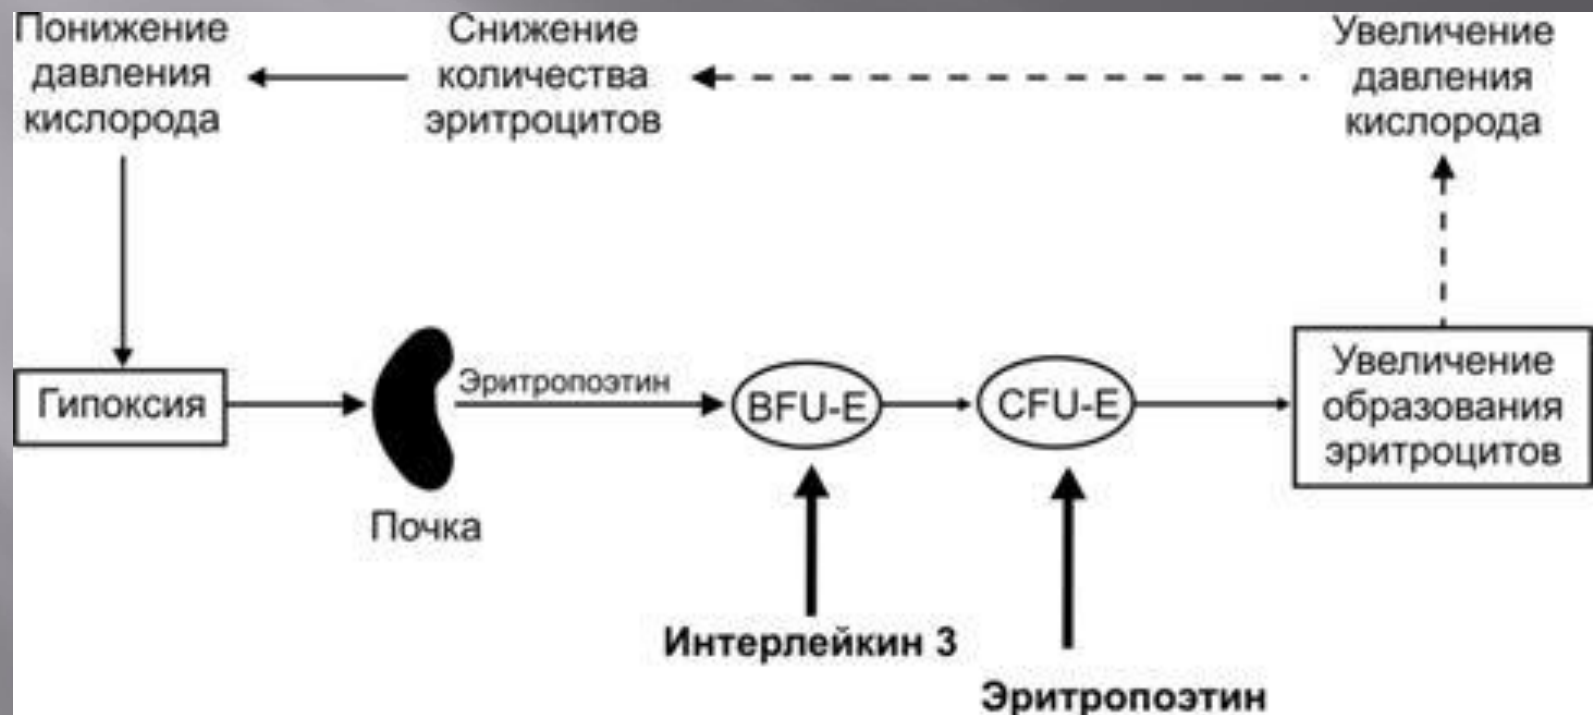 Понижение
давления
кислорода
Снижение
количества
эритроцитов
Увеличение
давления
кислорода
Гипоксия
Почка
Эритропоэтин
BFU-E
CFU-E
Увеличение
образования
эритроцитов
Интерлейкин 3
Эритропоэтин